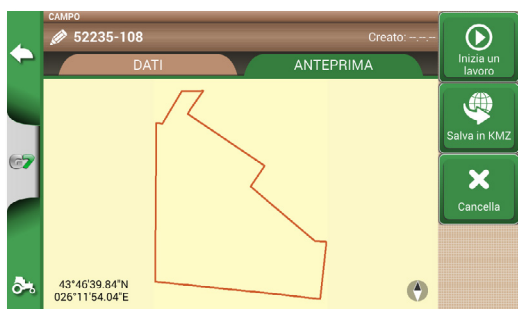 CAMPO
52235-108
Creato: --.--.--
DATI
ANTEPRIMA
43°46'39.84"N
026°11'54.04"E
Inizia un
lavoro
Salva in KMZ
Cancella